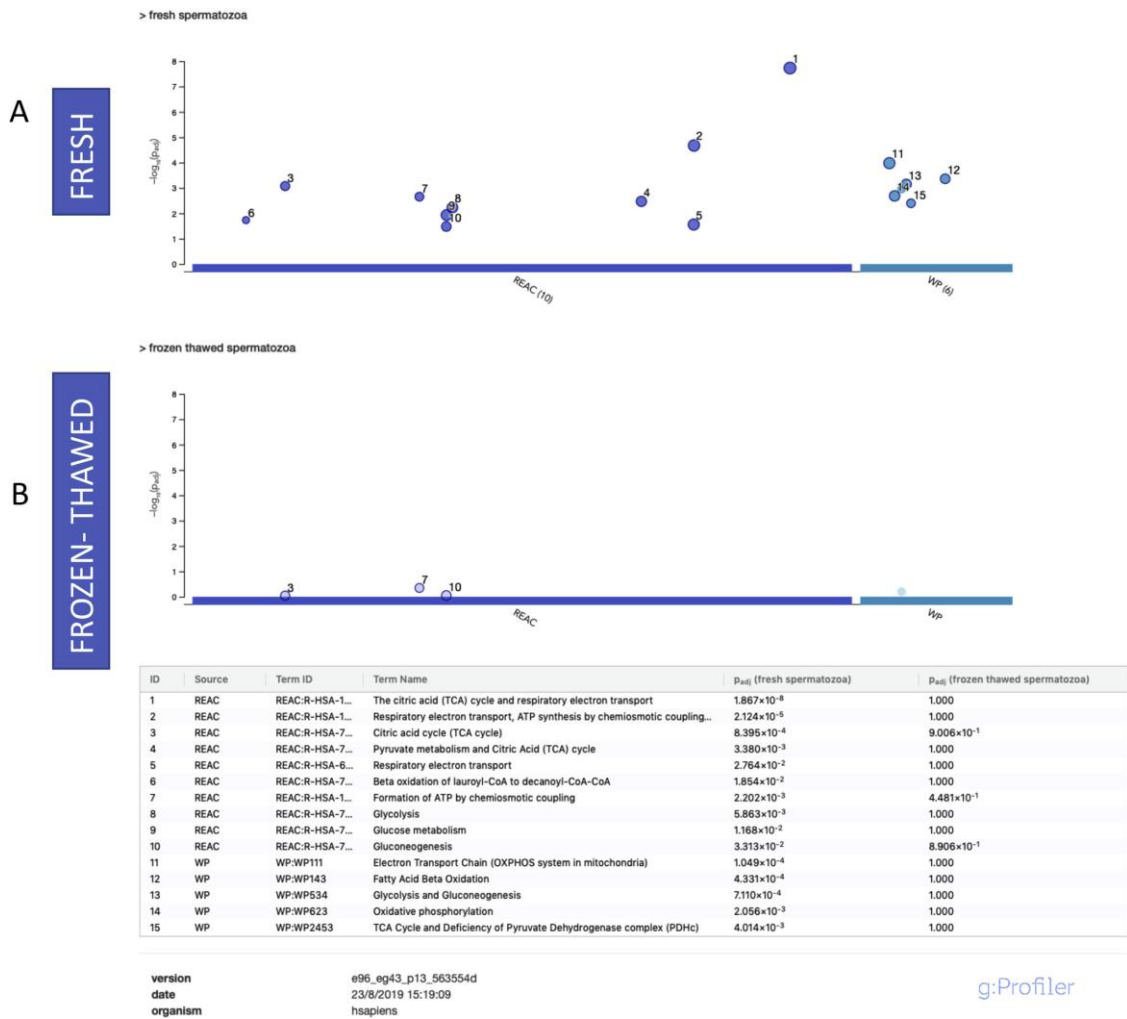 > fresh spermatozoa
A
FRESH
-log10(padj)
8
7
6
5
4
3
2
1
0
1
2
3
4
5
6
7
8
9
10
11
12
13
14
15
REAC (10)
WP (6)
> frozen thawed spermatozoa
B
FROZEN- THAWED
-log10(padj)
8
7
6
5
4
3
2
1
0
3
7
10
REAC
WP
ID Source Term ID Term Name padj (fresh spermatozoa) padj (frozen thawed spermatozoa)
1 REAC REAC:R-HSA-1... The citric acid (TCA) cycle and respiratory electron transport 1.867×10-8 1.000
2 REAC REAC:R-HSA-1... Respiratory electron transport, ATP synthesis by chemiosmotic coupling... 2.124×10-5 1.000
3 REAC REAC:R-HSA-7... Citric acid cycle (TCA cycle) 8.395×10-4 9.006×10-1
4 REAC REAC:R-HSA-7... Pyruvate metabolism and Citric Acid (TCA) cycle 3.380×10-3 1.000
5 REAC REAC:R-HSA-6... Respiratory electron transport 2.764×10-2 1.000
6 REAC REAC:R-HSA-7... Beta oxidation of lauroyl-CoA to decanoyl-CoA-CoA 1.854×10-2 1.000
7 REAC REAC:R-HSA-1... Formation of ATP by chemiosmotic coupling 2.202×10-3 4.481×10-1
8 REAC REAC:R-HSA-7... Glycolysis 5.863×10-3 1.000
9 REAC REAC:R-HSA-7... Glucose metabolism 1.168×10-2 1.000
10 REAC REAC:R-HSA-7... Gluconeogenesis 3.313×10-2 8.906×10-1
11 WP WP:WP111 Electron Transport Chain (OXPHOS system in mitochondria) 1.049×10-4 1.000
12 WP WP:WP143 Fatty Acid Beta Oxidation 4.331×10-4 1.000
13 WP WP:WP534 Glycolysis and Gluconeogenesis 7.110×10-4 1.000
14 WP WP:WP623 Oxidative phosphorylation 2.056×10-3 1.000
15 WP WP:WP2453 TCA Cycle and Deficiency of Pyruvate Dehydrogenase complex (PDHc) 4.014×10-3 1.000
version e96_eg43_p13_563554d
date 23/8/2019 15:19:09
organism hsapiens
g:Profiler